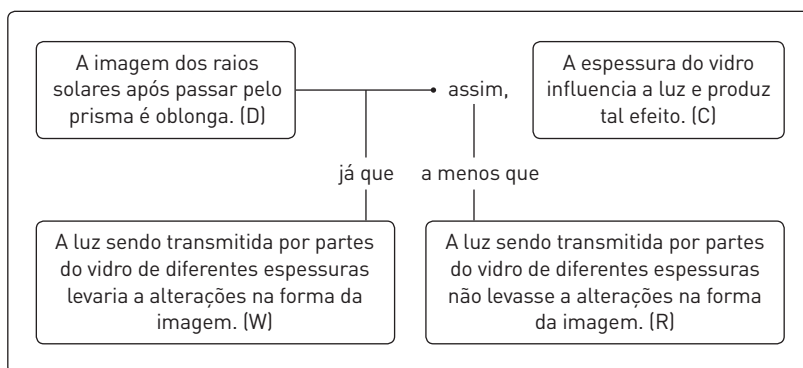 A imagem dos raios
solares após passar pelo
prisma é oblonga. (D)
assim,
A espessura do vidro
influencia a luz e produz
tal efeito. (C)
já que
a menos que
A luz sendo transmitida por partes
do vidro de diferentes espessuras
levaria a alterações na forma da
imagem. (W)
A luz sendo transmitida por partes
do vidro de diferentes espessuras
não levasse a alterações na forma
da imagem. (R)